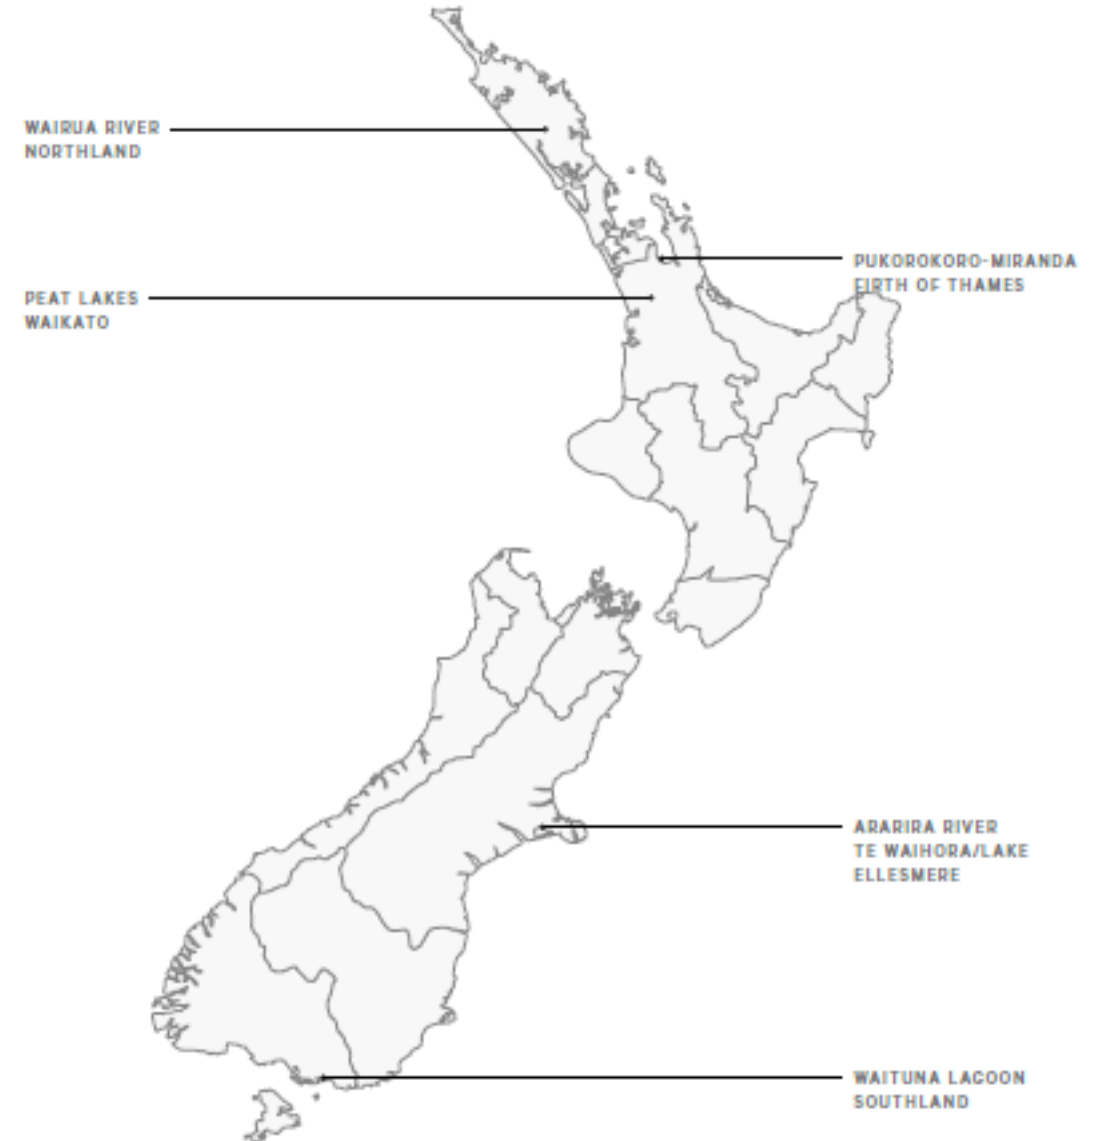 WAIRUA RIVER
NORTHLAND
PUKOROKORO-MIRANDA
FIRTH OF THAMES
PEAT LAKES
WAIKATO
ARARIRA RIVER
TE WAIHORA/LAKE
ELLESMERE
WAITUNA LAGOON
SOUTHLAND